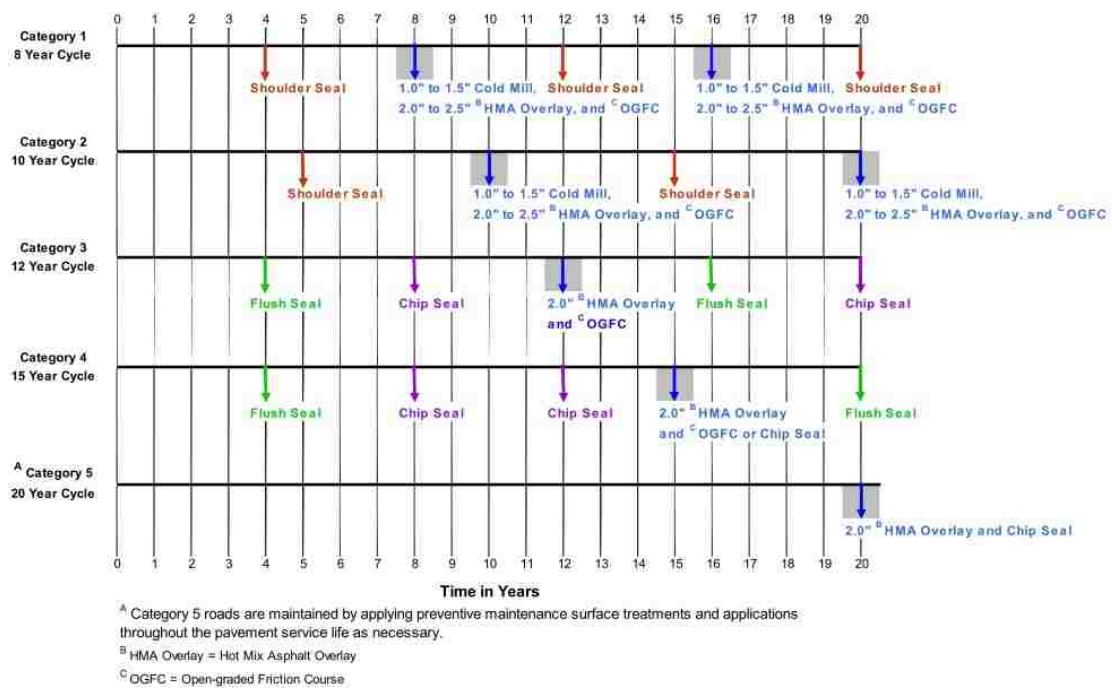 0 1 2 3 4 5 6 7 8 9 10 11 12 13 14 15 16 17 18 19 20
Category 1
8 Year Cycle
Shoulder Seal
1.0" to 1.5" Cold Mill,
2.0" to 2.5" B HMA Overlay, and C OGFC
Shoulder Seal
1.0" to 1.5" Cold Mill,
2.0" to 2.5" B HMA Overlay, and C OGFC
Shoulder Seal
Category 2
10 Year Cycle
Shoulder Seal
1.0" to 1.5" Cold Mill,
2.0" to 2.5" B HMA Overlay, and C OGFC
Shoulder Seal
1.0" to 1.5" Cold Mill,
2.0" to 2.5" B HMA Overlay, and C OGFC
Category 3
12 Year Cycle
Flush Seal
Chip Seal
2.0" B HMA Overlay
and C OGFC
Flush Seal
Chip Seal
Category 4
15 Year Cycle
Flush Seal
Chip Seal
Chip Seal
2.0" B HMA Overlay
and C OGFC or Chip Seal
Flush Seal
A Category 5
20 Year Cycle
2.0" B HMA Overlay and Chip Seal
0 1 2 3 4 5 6 7 8 9 10 11 12 13 14 15 16 17 18 19 20
Time in Years
A Category 5 roads are maintained by applying preventive maintenance surface treatments and applications
throughout the pavement service life as necessary.
B HMA Overlay = Hot Mix Asphalt Overlay
C OGFC = Open-graded Friction Course